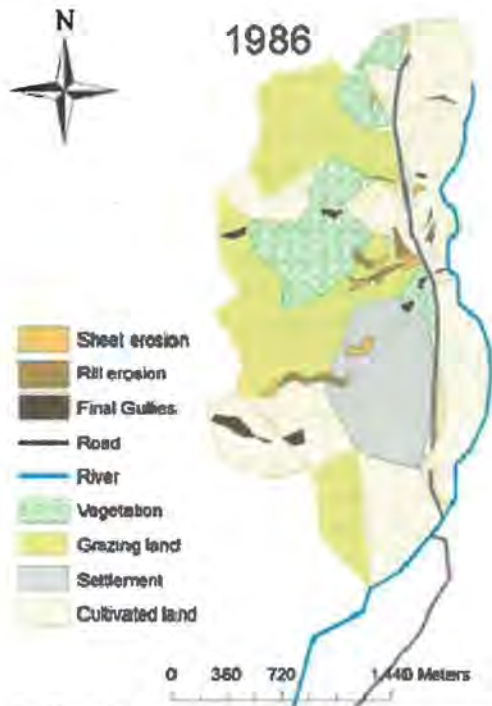 N
1986
Sheet erosion
Rill erosion
Final Gullies
Road
River
Vegetation
Grazing land
Settlement
Cultivated land
0 360 720 1,440 Meters